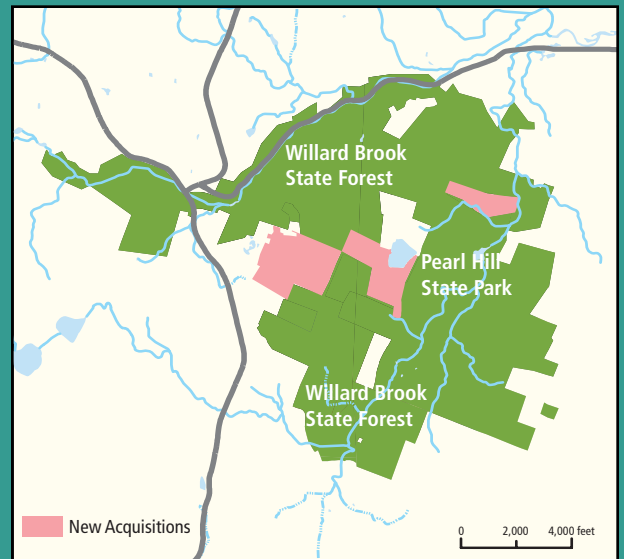 Willard Brook
State Forest
Pearl Hill
State Park
Willard Brook
State Forest
New Acquisitions
0 2,000 4,000 feet